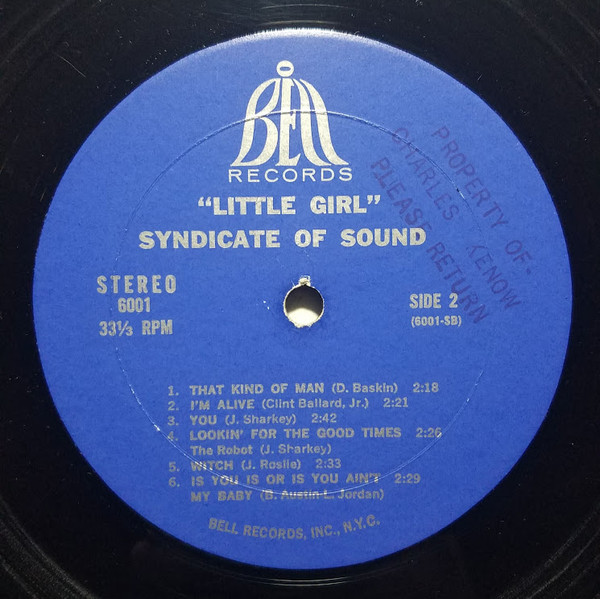 BELL
RECORDS
"LITTLE GIRL"
SYNDICATE OF SOUND
PROPERTY OF-
CHARLES KENOW
PLEASE RETURN
STEREO
6001
33⅓ RPM
SIDE 2
(6001-SB)
1. THAT KIND OF MAN (D. Baskin) 2:18
2. I'M ALIVE (Clint Ballard, Jr.) 2:21
3. YOU (J. Sharkey) 2:42
4. LOOKIN' FOR THE GOOD TIMES 2:26
The Robot (J. Sharkey)
5. WITCH (J. Roslie) 2:33
6. IS YOU IS OR IS YOU AIN'T 2:29
MY BABY (B. Austin-L. Jordan)
BELL RECORDS, INC., N.Y.C.